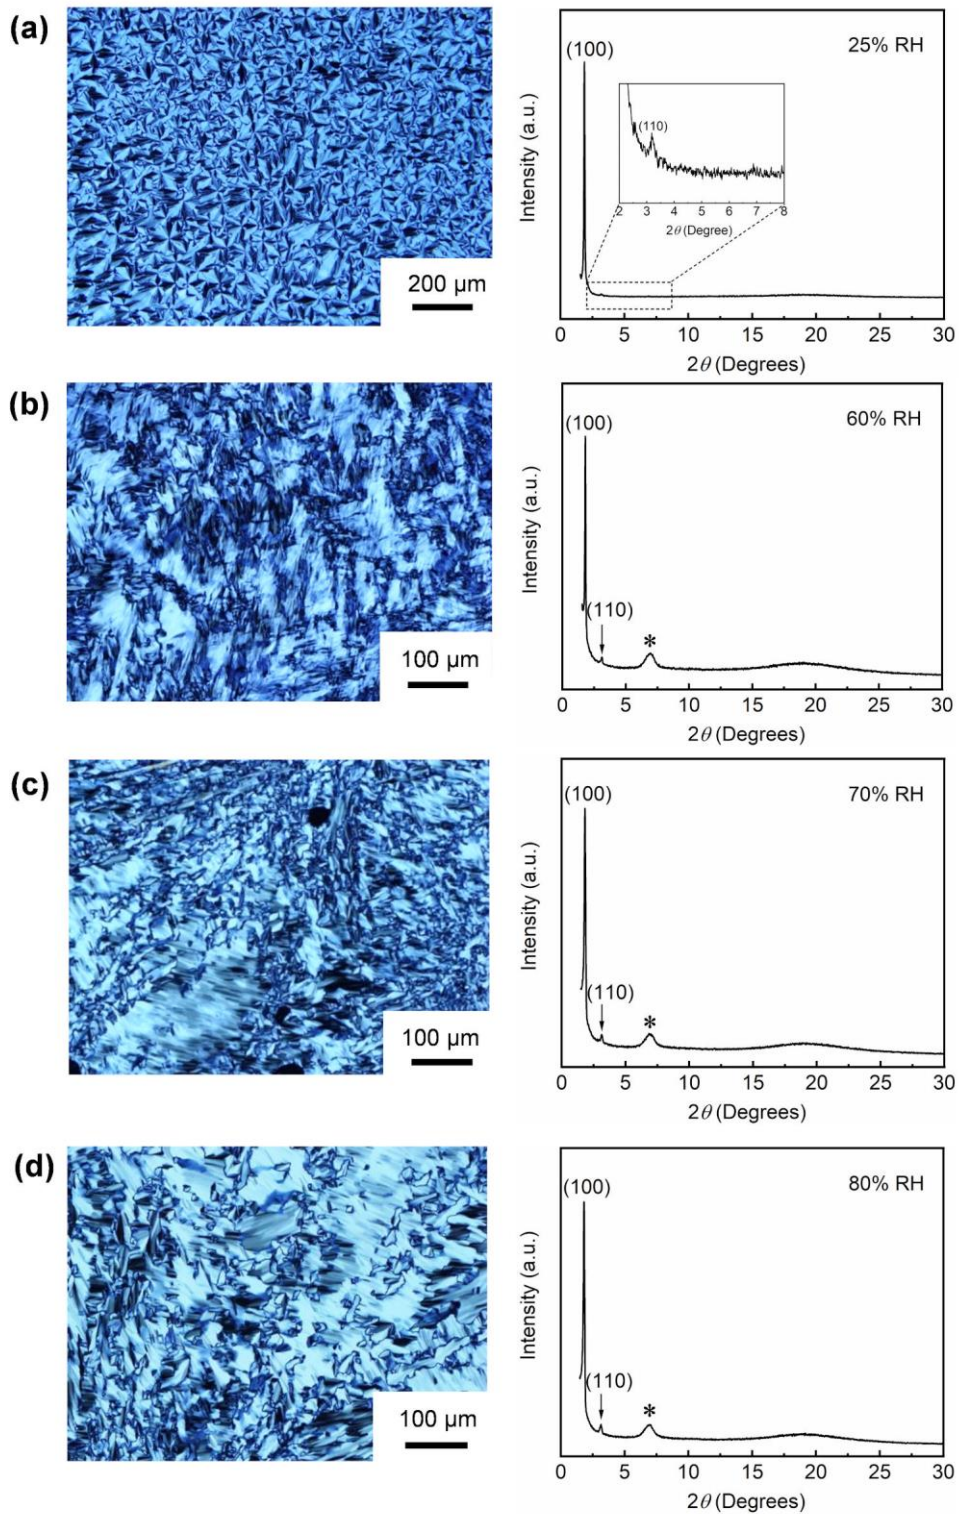 (a)
200 µm
Intensity (a.u.)
(100)
25% RH
(110)
2 3 4 5 6 7 8
2θ (Degree)
0 5 10 15 20 25 30
2θ (Degrees)
(b)
100 µm
Intensity (a.u.)
(100)
60% RH
(110)
*
0 5 10 15 20 25 30
2θ (Degrees)
(c)
100 µm
Intensity (a.u.)
(100)
70% RH
(110)
*
0 5 10 15 20 25 30
2θ (Degrees)
(d)
100 µm
Intensity (a.u.)
(100)
80% RH
(110)
*
0 5 10 15 20 25 30
2θ (Degrees)